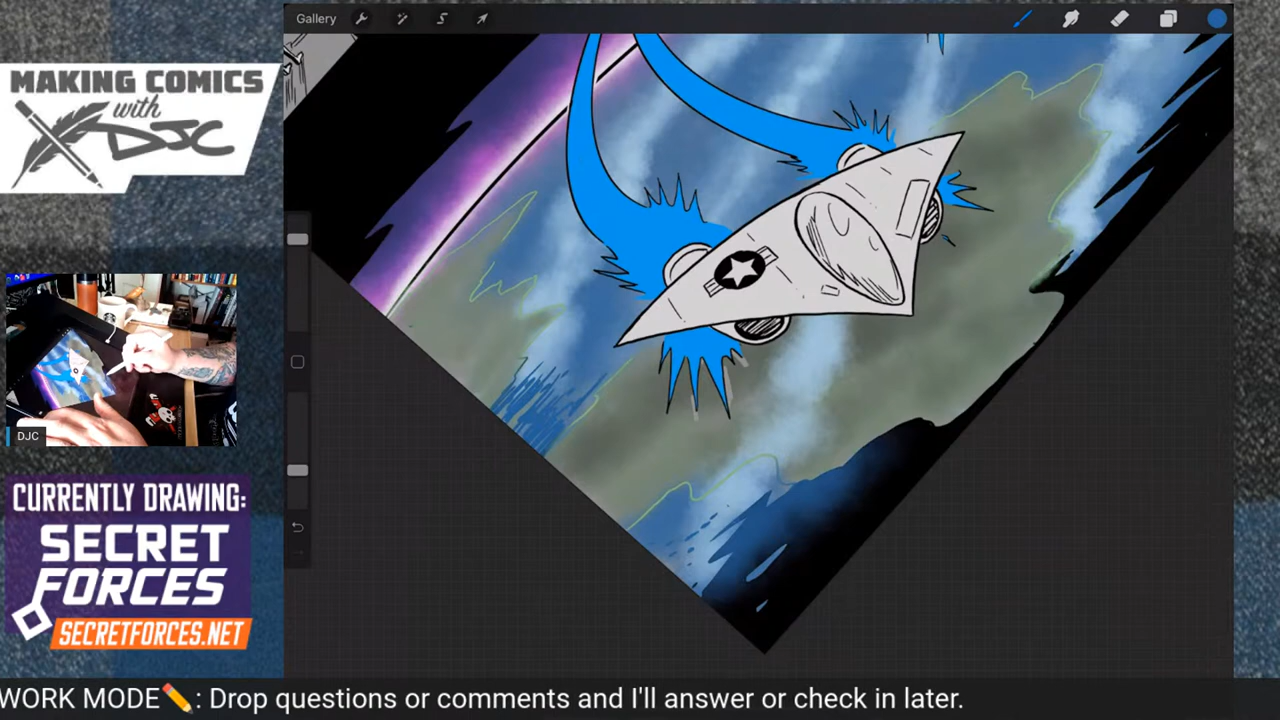 Gallery
MAKING COMICS
with
DJC
DJC
CURRENTLY DRAWING:
SECRET
FORCES
SECRETFORCES.NET
WORK MODE✏️: Drop questions or comments and I'll answer or check in later.